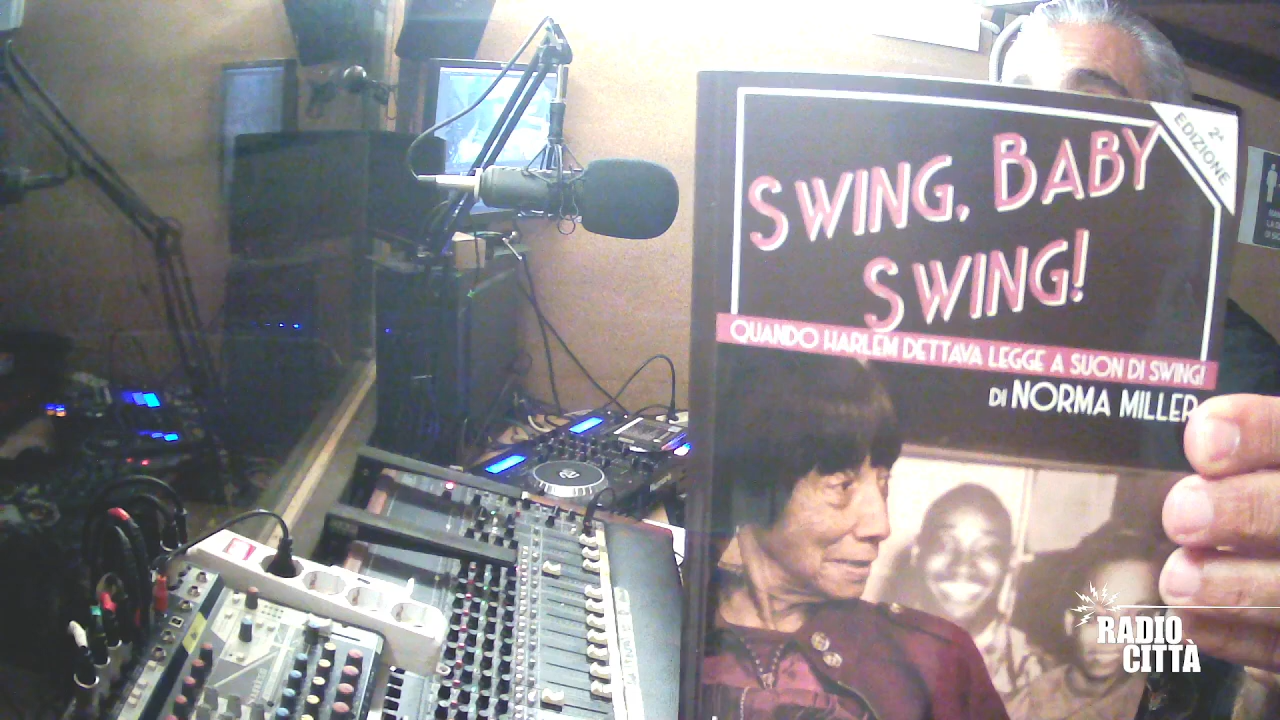 SWING, BABY
SWING!
2ª
EDIZIONE
QUANDO HARLEM DETTAVA LEGGE A SUON DI SWING!
DI NORMA MILLER
RADIO
CITTÀ